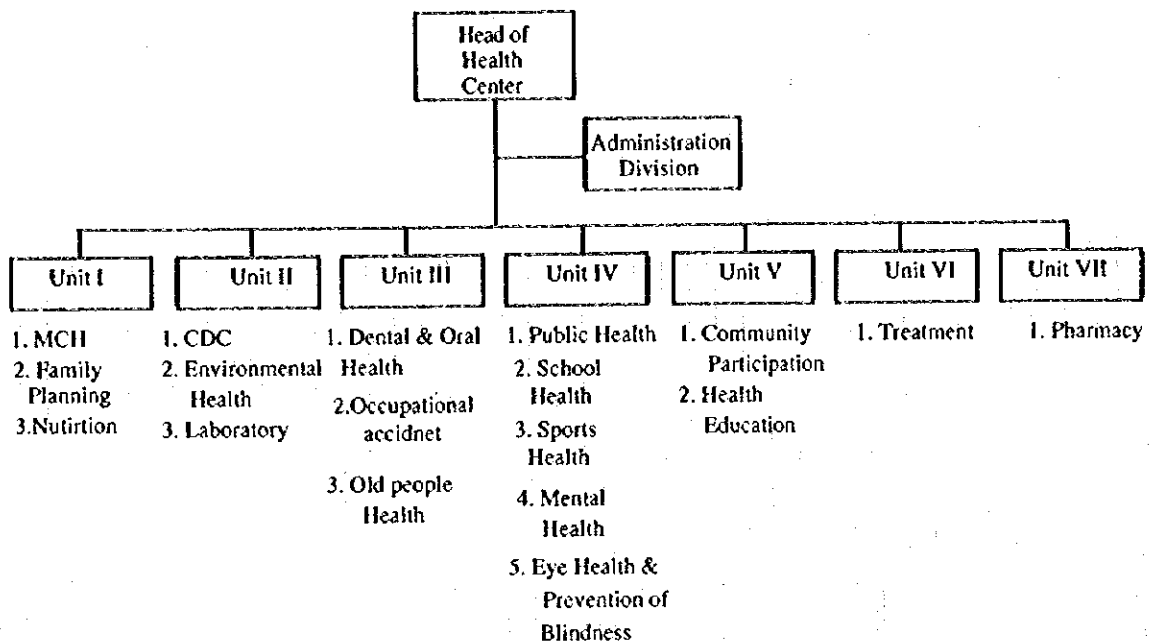 Head of
Health
Center
Administration
Division
Unit I
Unit II
Unit III
Unit IV
Unit V
Unit VI
Unit VII
1. MCH
2. Family
Planning
3.Nutirtion
1. CDC
2. Environmental
Health
3. Laboratory
1. Dental & Oral
Health
2.Occupational
accidnet
3. Old people
Health
1. Public Health
2. School
Health
3. Sports
Health
4. Mental
Health
5. Eye Health &
Prevention of
Blindness
1. Community
Participation
2. Health
Education
1. Treatment
1. Pharmacy